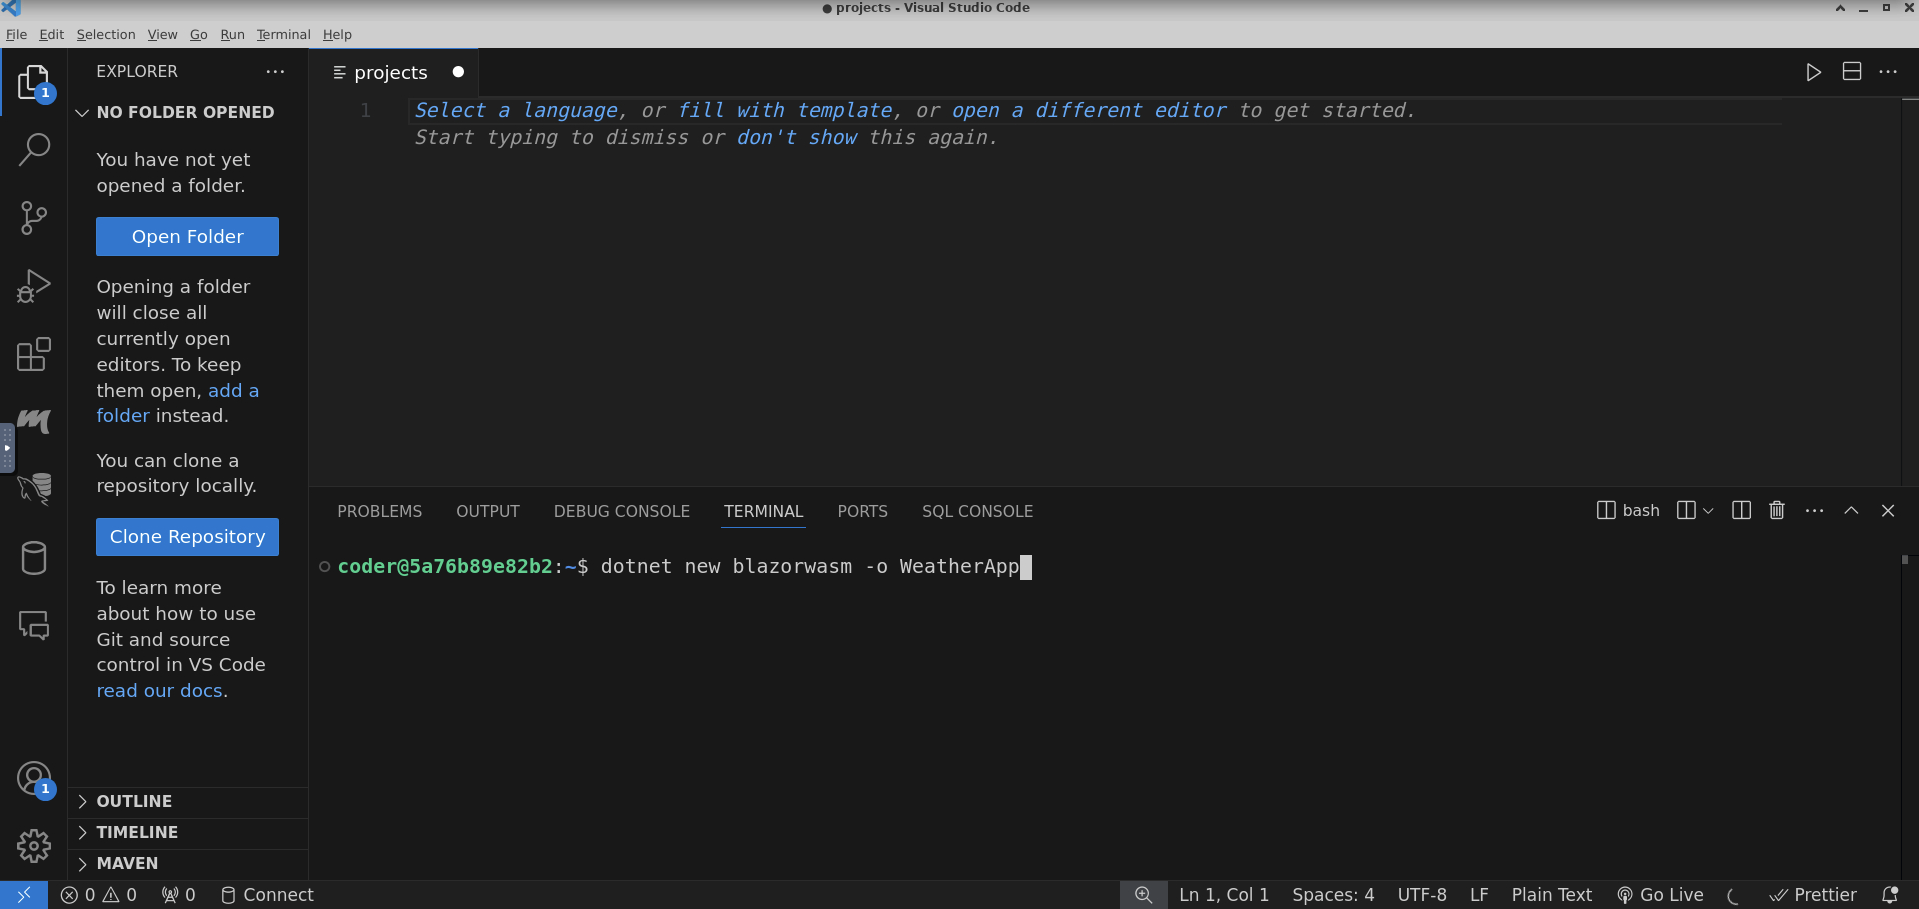 ● projects - Visual Studio Code
File Edit Selection View Go Run Terminal Help
EXPLORER
projects
1
NO FOLDER OPENED
You have not yet
opened a folder.
Open Folder
Opening a folder
will close all
currently open
editors. To keep
them open, add a
folder instead.
You can clone a
repository locally.
Clone Repository
To learn more
about how to use
Git and source
control in VS Code
read our docs.
1
OUTLINE
TIMELINE
MAVEN
1 Select a language, or fill with template, or open a different editor to get started.
Start typing to dismiss or don't show this again.
PROBLEMS OUTPUT DEBUG CONSOLE TERMINAL PORTS SQL CONSOLE bash
coder@5a76b89e82b2:~$ dotnet new blazorwasm -o WeatherApp
0 0 0 Connect Ln 1, Col 1 Spaces: 4 UTF-8 LF Plain Text Go Live Prettier